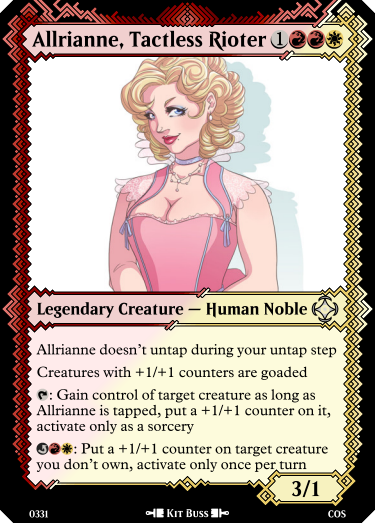 Allrianne, Tactless Rioter 1
Legendary Creature — Human Noble
Allrianne doesn't untap during your untap step
Creatures with +1/+1 counters are goaded
: Gain control of target creature as long as
Allrianne is tapped, put a +1/+1 counter on it,
activate only as a sorcery
: Put a +1/+1 counter on target creature
you don't own, activate only once per turn
3/1
0331 Kit Buss COS